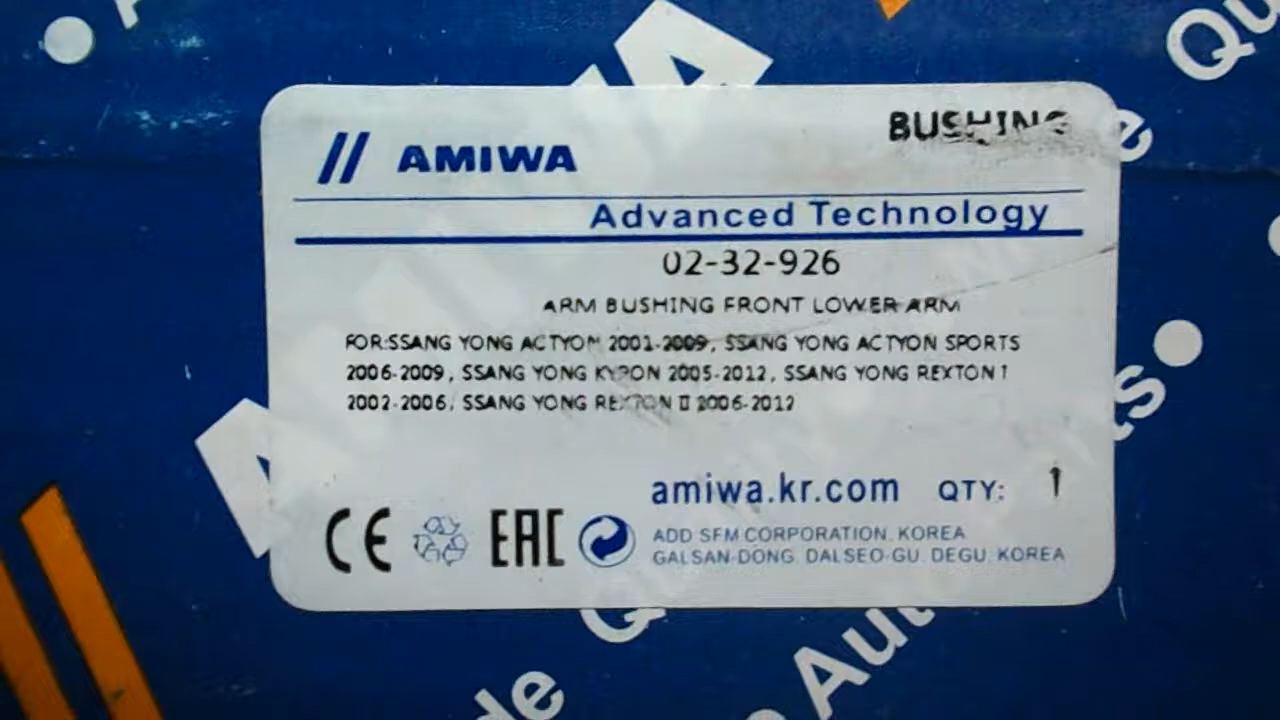 BUSHING
// AMIWA
Advanced Technology
02-32-926
ARM BUSHING FRONT LOWER ARM
FOR:SSANG YONG ACTYON 2001-2009, SSANG YONG ACTYON SPORTS
2006-2009, SSANG YONG KYRON 2005-2012, SSANG YONG REXTON I
2002-2006, SSANG YONG REXTON II 2006-2012
amiwa.kr.com QTY: 1
CE EAC
ADD SFM CORPORATION, KOREA
GALSAN-DONG, DALSEO-GU, DEGU, KOREA